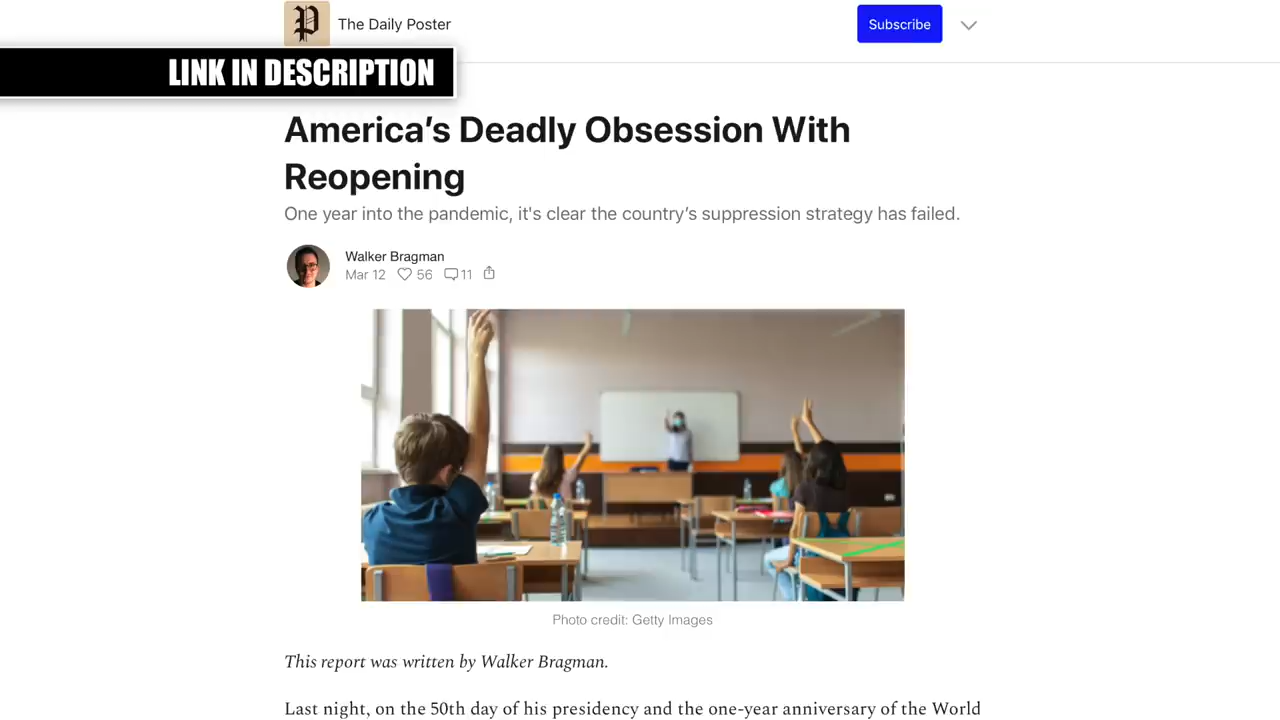 The Daily Poster
Subscribe
LINK IN DESCRIPTION
America’s Deadly Obsession With
Reopening
One year into the pandemic, it's clear the country’s suppression strategy has failed.
Walker Bragman
Mar 12 56 11
Photo credit: Getty Images
This report was written by Walker Bragman.
Last night, on the 50th day of his presidency and the one-year anniversary of the World